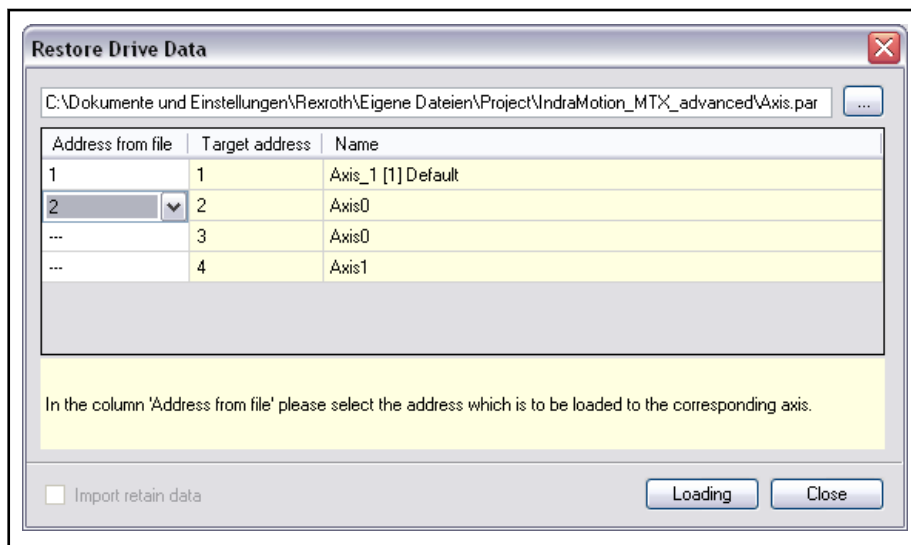 Restore Drive Data
C:\Dokumente und Einstellungen\Rexroth\Eigene Dateien\Project\IndraMotion_MTX_advanced\Axis.par ...
Address from file Target address Name
1 1 Axis_1 [1] Default
2 2 Axis0
--- 3 Axis0
--- 4 Axis1
In the column 'Address from file' please select the address which is to be loaded to the corresponding axis.
Import retain data Loading Close